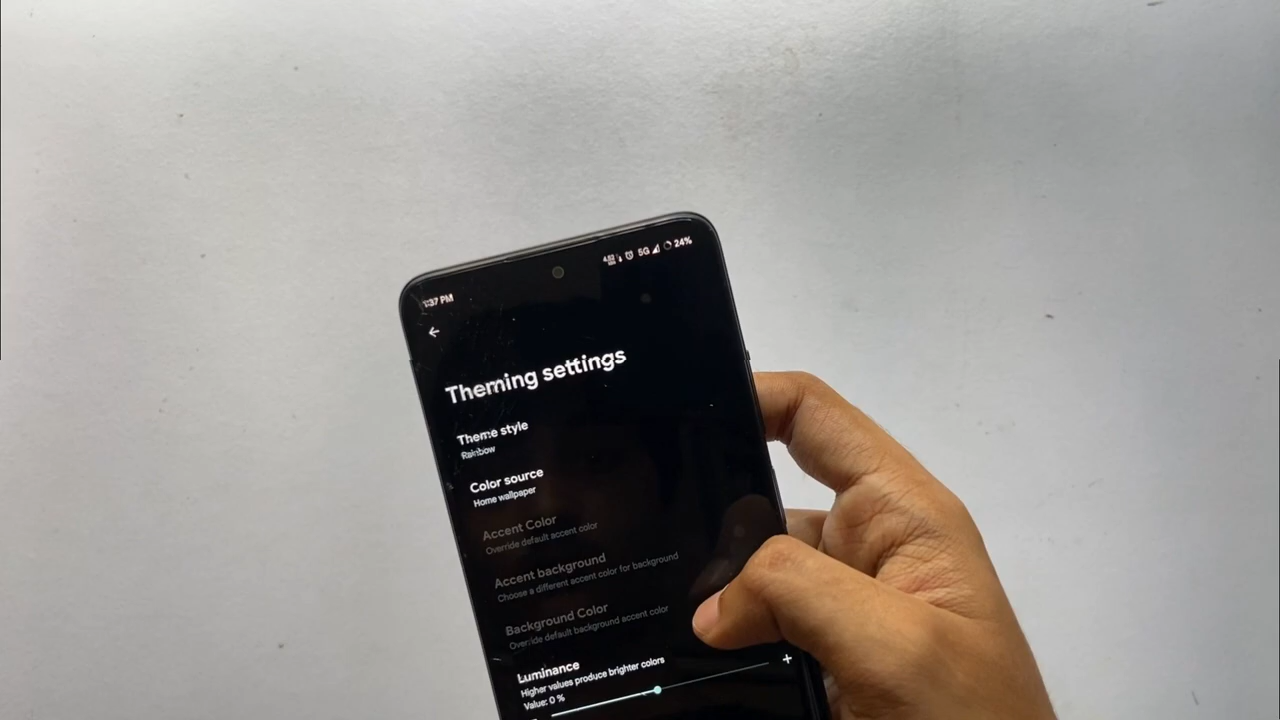 :37 PM
5G 24%
Theming settings
Theme style
Rainbow
Color source
Home wallpaper
Accent Color
Override default accent color
Accent background
Choose a different accent color for background
Background Color
Override default background accent color
Luminance
Higher values produce brighter colors
Value: 0 %
+